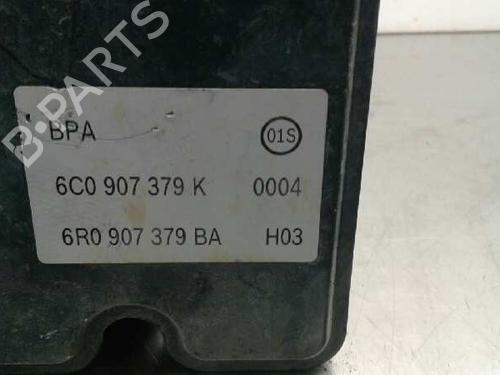 B-PARTS
BPA 01S
6C0 907 379 K 0004
6R0 907 379 BA H03